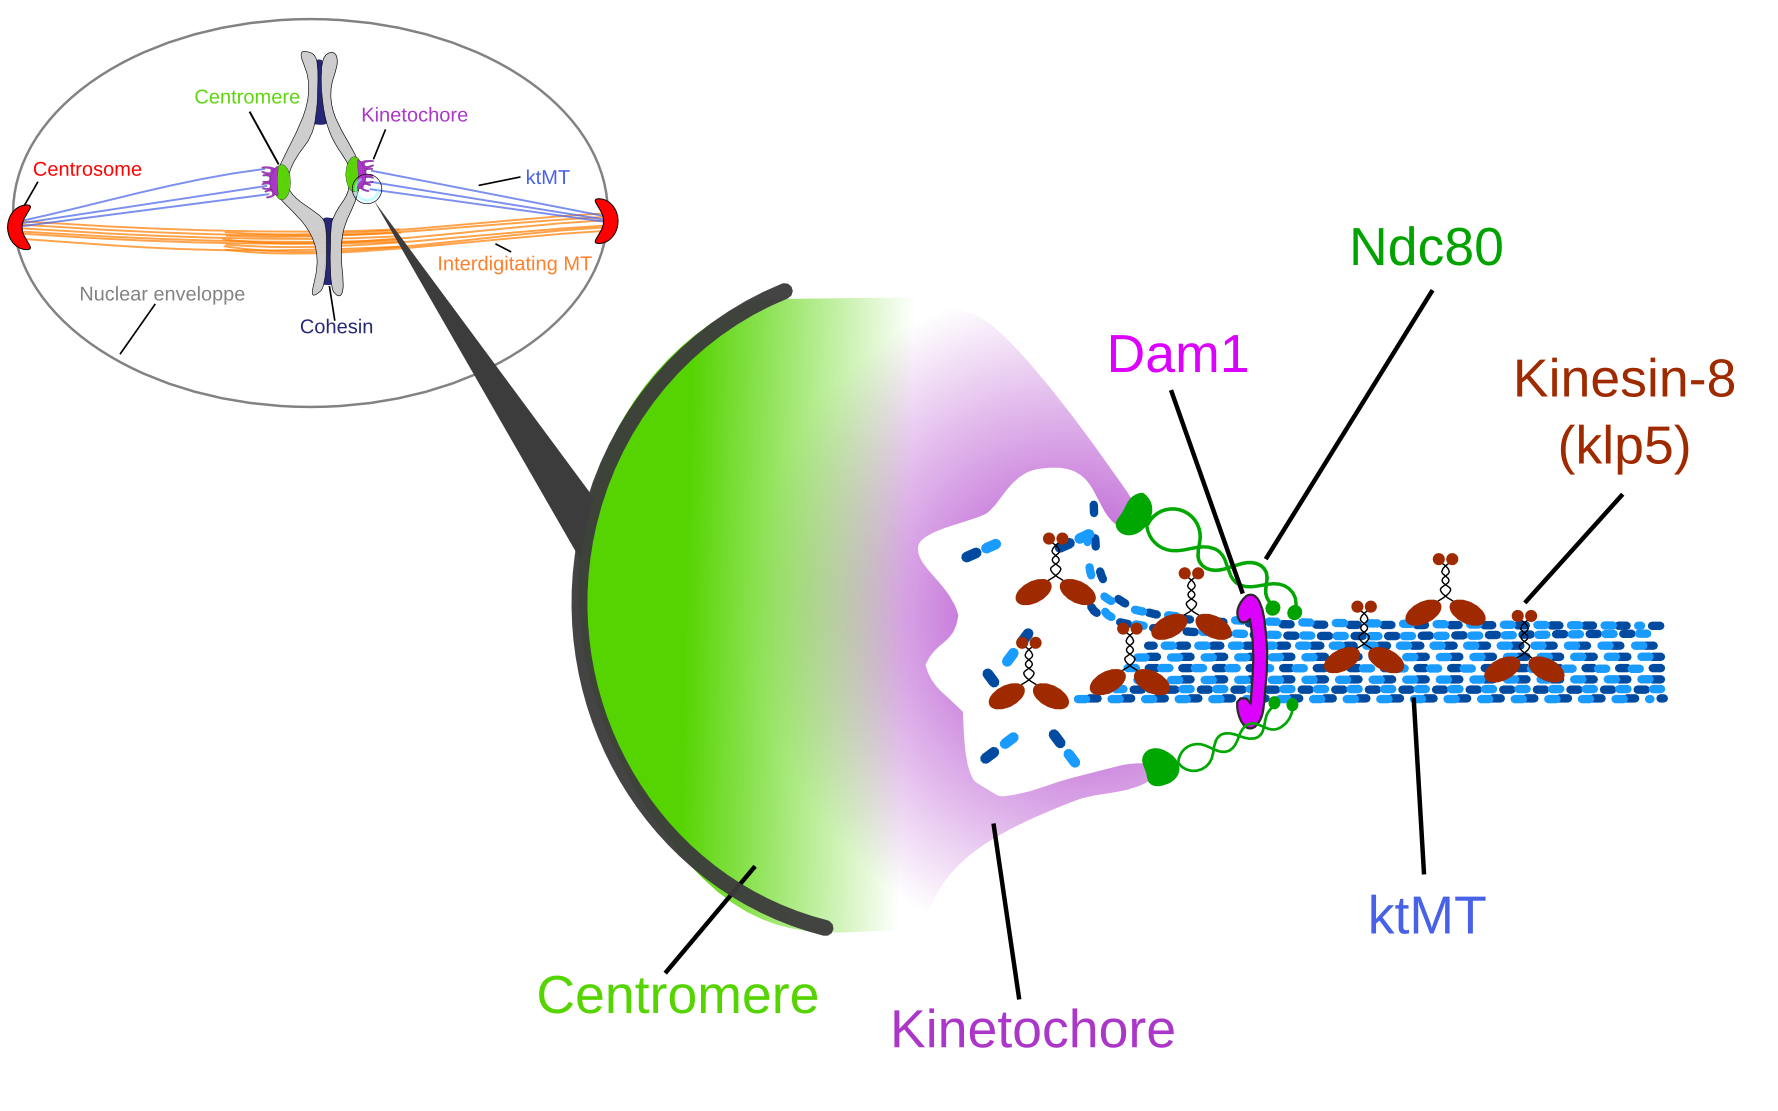 Centromere
Kinetochore
Centrosome
ktMT
Interdigitating MT
Nuclear enveloppe
Cohesin
Ndc80
Dam1
Kinesin-8
(klp5)
ktMT
Centromere
Kinetochore